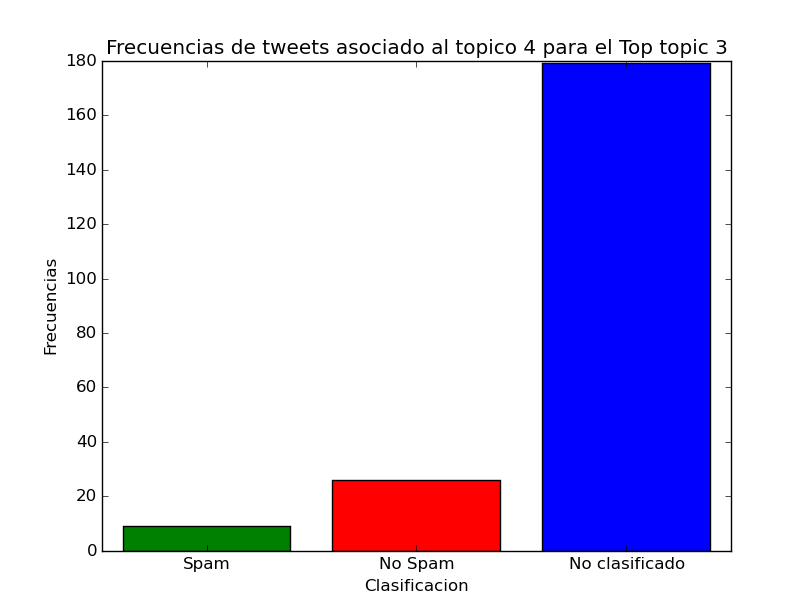 Frecuencias de tweets asociado al topico 4 para el Top topic 3
180
160
140
120
100
80
60
40
20
0
Frecuencias
Spam No Spam No clasificado
Clasificacion